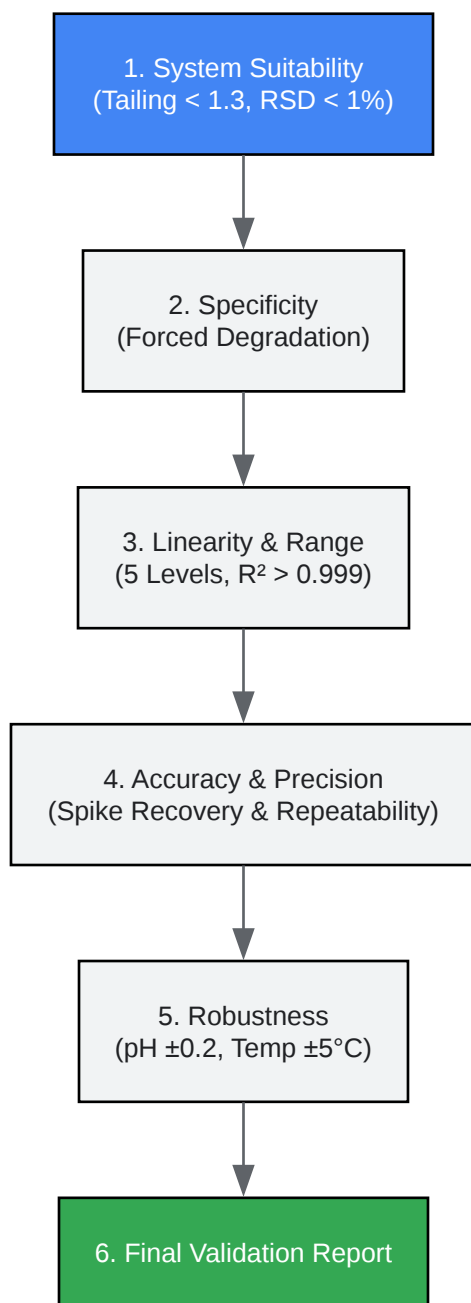 1. System Suitability
(Tailing < 1.3, RSD < 1%)
2. Specificity
(Forced Degradation)
3. Linearity & Range
(5 Levels, R² > 0.999)
4. Accuracy & Precision
(Spike Recovery & Repeatability)
5. Robustness
(pH ±0.2, Temp ±5°C)
6. Final Validation Report